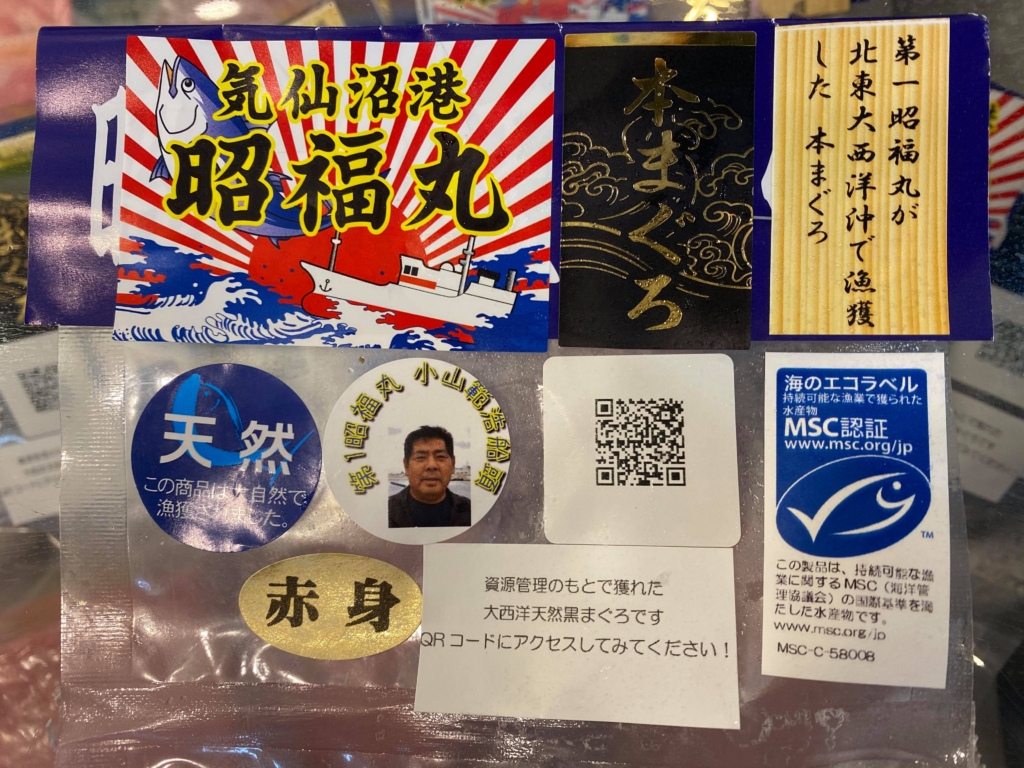 気仙沼港
昭福丸
本まぐろ
第一昭福丸が
北東大西洋沖で漁獲
した 本まぐろ
天然
この商品は大自然で
漁獲されました。
第1昭福丸 小山範浩船頭
赤身
資源管理のもとで獲れた
大西洋天然黒まぐろです
QRコードにアクセスしてみてください!
海のエコラベル
持続可能な漁業で獲られた
水産物
MSC認証
www.msc.org/jp
TM
この製品は、持続可能な漁
業に関するMSC(海洋管
理協議会)の国際基準を満
たした水産物です。
www.msc.org/jp
MSC-C-58008